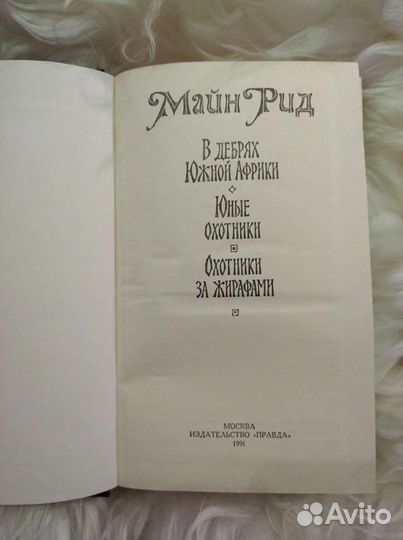 Майн Рид
В дебрях
Южной Африки
Юные
охотники
Охотники
за жирафами
МОСКВА
ИЗДАТЕЛЬСТВО «ПРАВДА»
1991
Avito